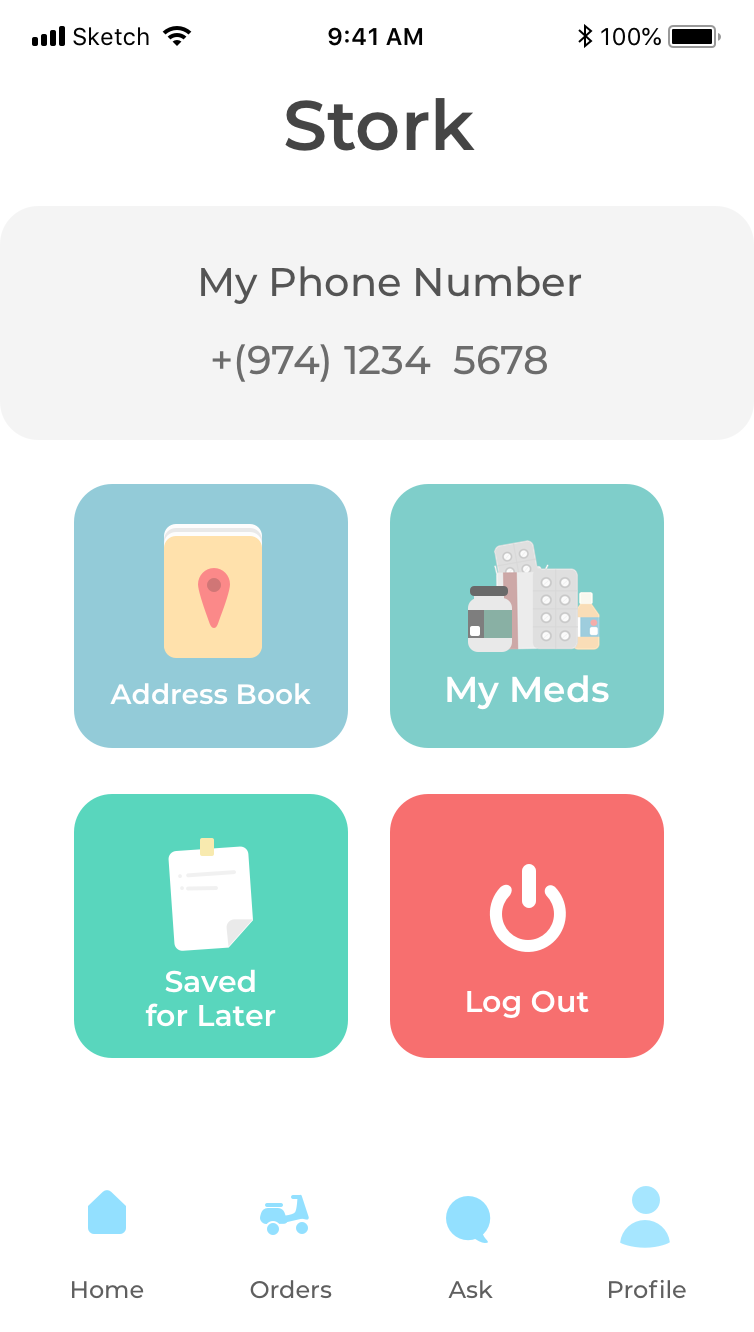 Sketch 9:41 AM 100%
Stork
My Phone Number
+(974) 1234  5678
Address Book
My Meds
Saved
for Later
Log Out
Home Orders Ask Profile